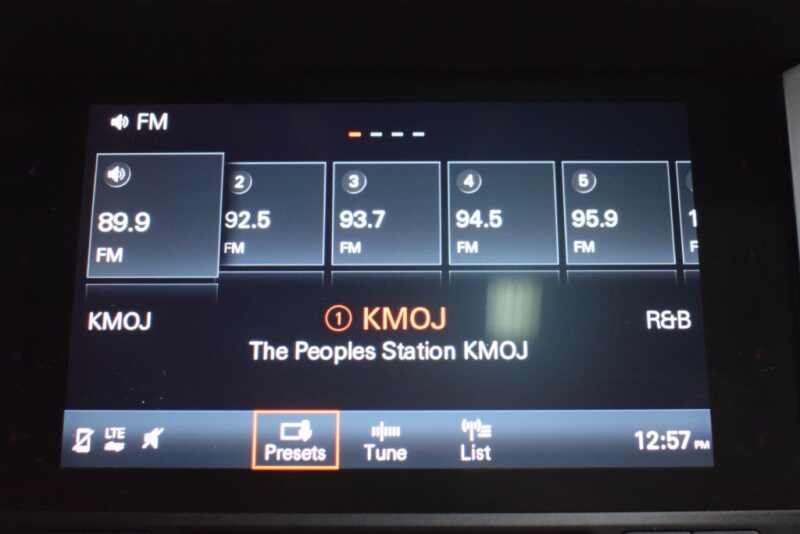 FM
89.9
FM
2
92.5
FM
3
93.7
FM
4
94.5
FM
5
95.9
FM
KMOJ
1 KMOJ
R&B
The Peoples Station KMOJ
LTE
Presets
Tune
List
12:57 PM